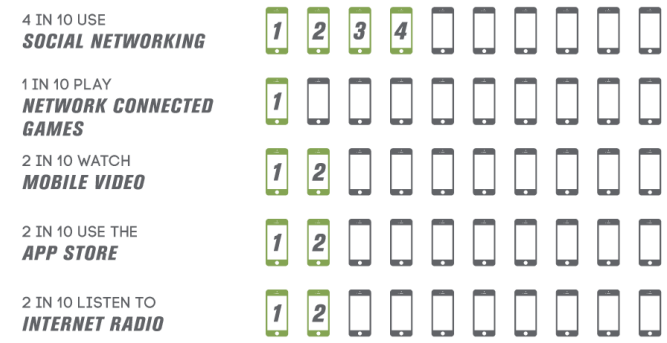 4 IN 10 USE
SOCIAL NETWORKING
1 2 3 4
1 IN 10 PLAY
NETWORK CONNECTED
GAMES
1
2 IN 10 WATCH
MOBILE VIDEO
1 2
2 IN 10 USE THE
APP STORE
1 2
2 IN 10 LISTEN TO
INTERNET RADIO
1 2